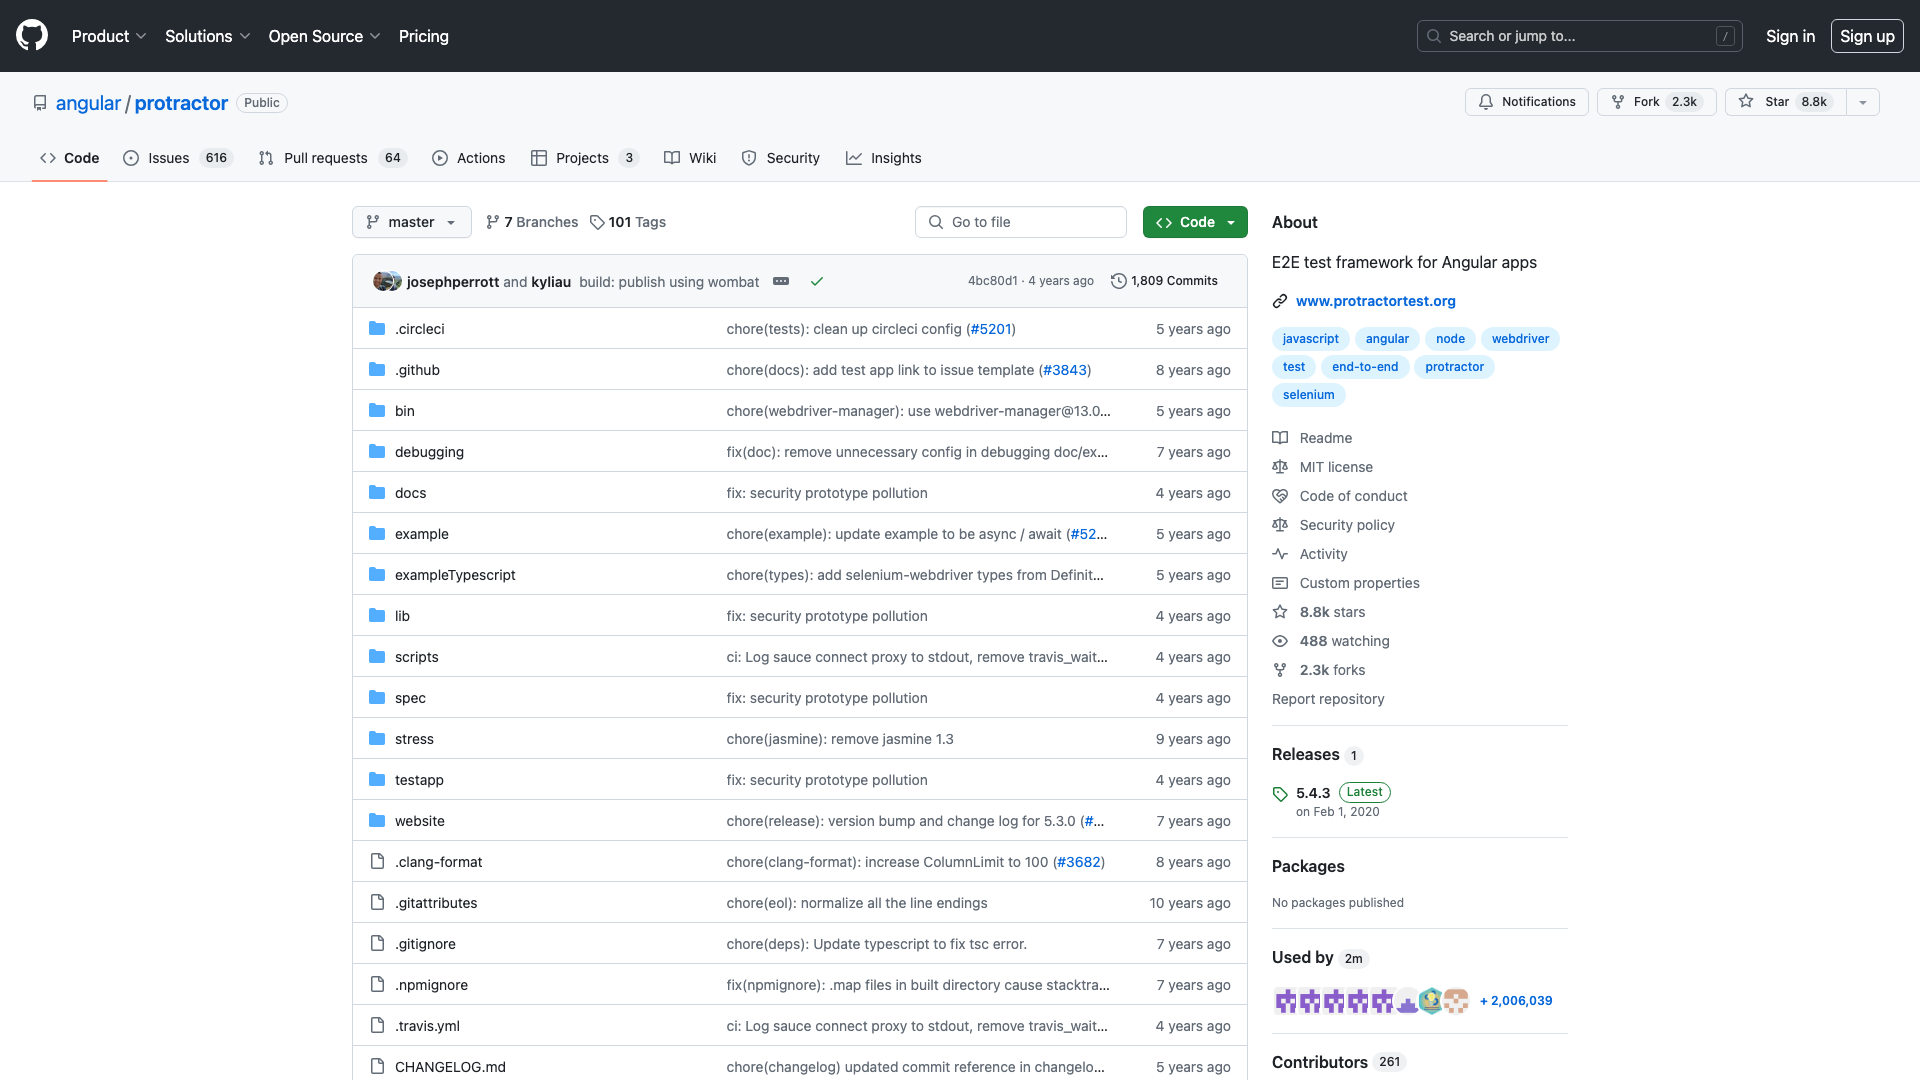 Product Solutions Open Source Pricing Search or jump to... / Sign in Sign up
angular / protractor Public Notifications Fork 2.3k Star 8.8k
Code Issues 616 Pull requests 64 Actions Projects 3 Wiki Security Insights
master 7 Branches 101 Tags Go to file Code
josephperrott and kyliau build: publish using wombat 4bc80d1 · 4 years ago 1,809 Commits
.circleci chore(tests): clean up circleci config (#5201) 5 years ago
.github chore(docs): add test app link to issue template (#3843) 8 years ago
bin chore(webdriver-manager): use webdriver-manager@13.0... 5 years ago
debugging fix(doc): remove unnecessary config in debugging doc/ex... 7 years ago
docs fix: security prototype pollution 4 years ago
example chore(example): update example to be async / await (#52... 5 years ago
exampleTypescript chore(types): add selenium-webdriver types from Definit... 5 years ago
lib fix: security prototype pollution 4 years ago
scripts ci: Log sauce connect proxy to stdout, remove travis_wait... 4 years ago
spec fix: security prototype pollution 4 years ago
stress chore(jasmine): remove jasmine 1.3 9 years ago
testapp fix: security prototype pollution 4 years ago
website chore(release): version bump and change log for 5.3.0 (#... 7 years ago
.clang-format chore(clang-format): increase ColumnLimit to 100 (#3682) 8 years ago
.gitattributes chore(eol): normalize all the line endings 10 years ago
.gitignore chore(deps): Update typescript to fix tsc error. 7 years ago
.npmignore fix(npmignore): .map files in built directory cause stacktra... 7 years ago
.travis.yml ci: Log sauce connect proxy to stdout, remove travis_wait... 4 years ago
CHANGELOG.md chore(changelog) updated commit reference in changelo... 5 years ago
About
E2E test framework for Angular apps
www.protractortest.org
javascript angular node webdriver
test end-to-end protractor
selenium
Readme
MIT license
Code of conduct
Security policy
Activity
Custom properties
8.8k stars
488 watching
2.3k forks
Report repository
Releases 1
5.4.3 Latest
on Feb 1, 2020
Packages
No packages published
Used by 2m
+ 2,006,039
Contributors 261